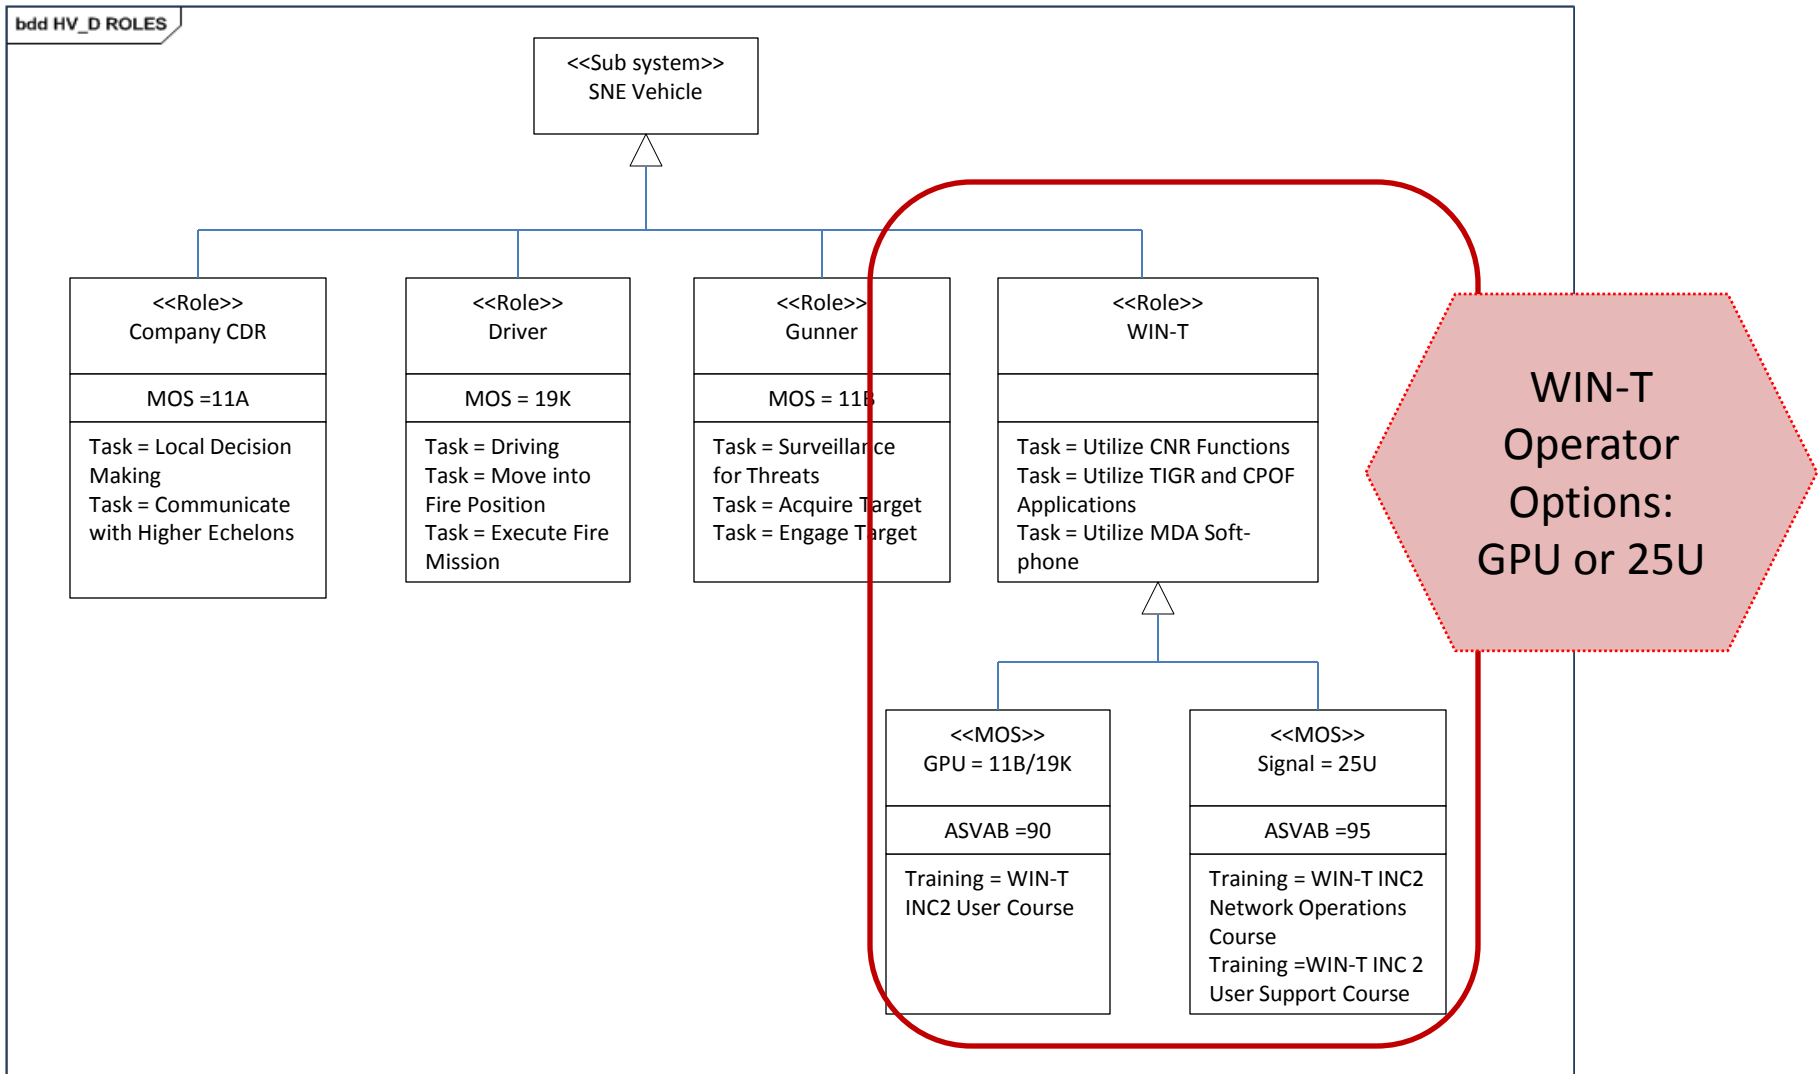 bdd HV_D ROLES
<<Sub system>>
SNE Vehicle
<<Role>>
Company CDR
MOS =11A
Task = Local Decision
Making
Task = Communicate
with Higher Echelons
<<Role>>
Driver
MOS = 19K
Task = Driving
Task = Move into
Fire Position
Task = Execute Fire
Mission
<<Role>>
Gunner
MOS = 11B
Task = Surveillance
for Threats
Task = Acquire Target
Task = Engage Target
<<Role>>
WIN-T
Task = Utilize CNR Functions
Task = Utilize TIGR and CPOF
Applications
Task = Utilize MDA Soft-
phone
WIN-T
Operator
Options:
GPU or 25U
<<MOS>>
GPU = 11B/19K
ASVAB =90
Training = WIN-T
INC2 User Course
<<MOS>>
Signal = 25U
ASVAB =95
Training = WIN-T INC2
Network Operations
Course
Training =WIN-T INC 2
User Support Course